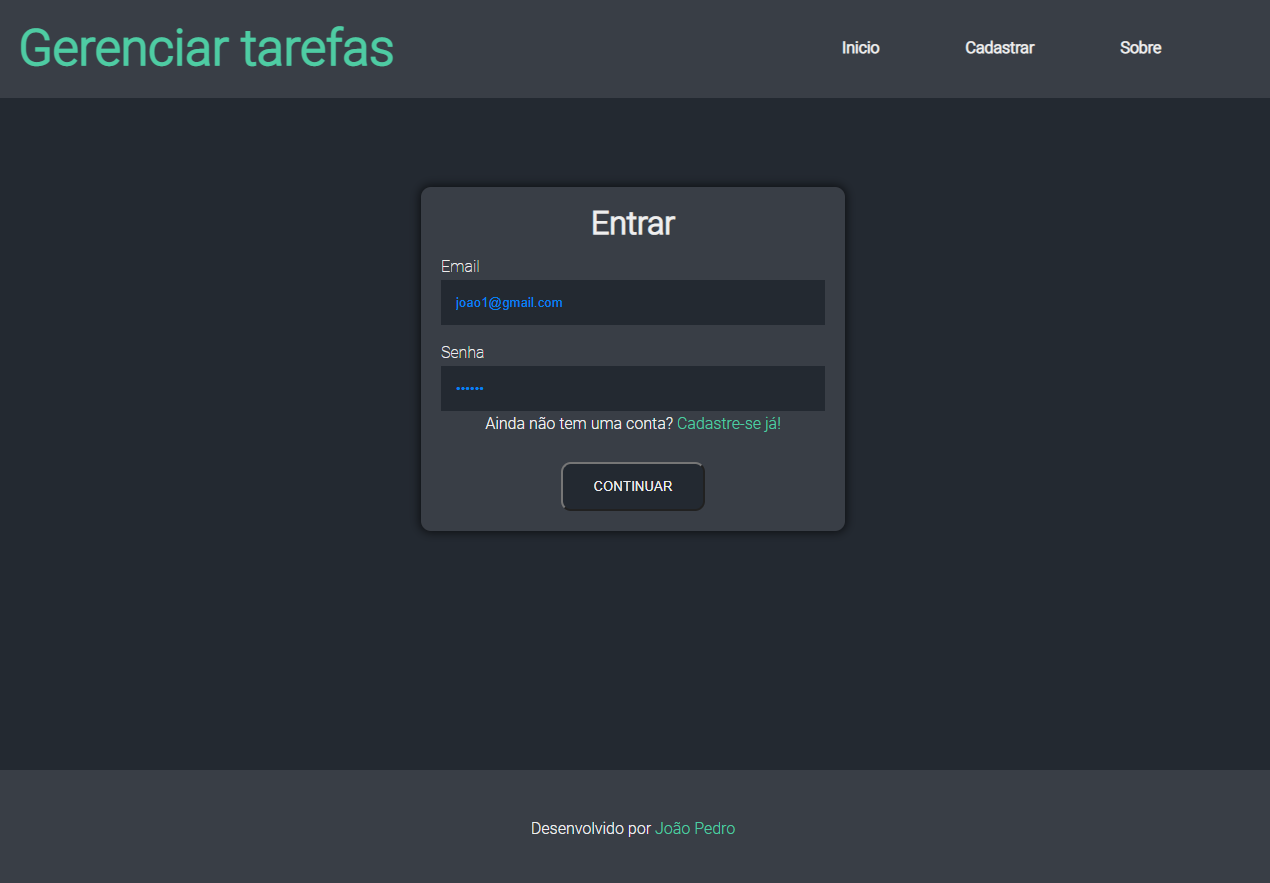 Gerenciar tarefas
Inicio
Cadastrar
Sobre
Entrar
Email
joao1@gmail.com
Senha
••••••
Ainda não tem uma conta? Cadastre-se já!
CONTINUAR
Desenvolvido por João Pedro